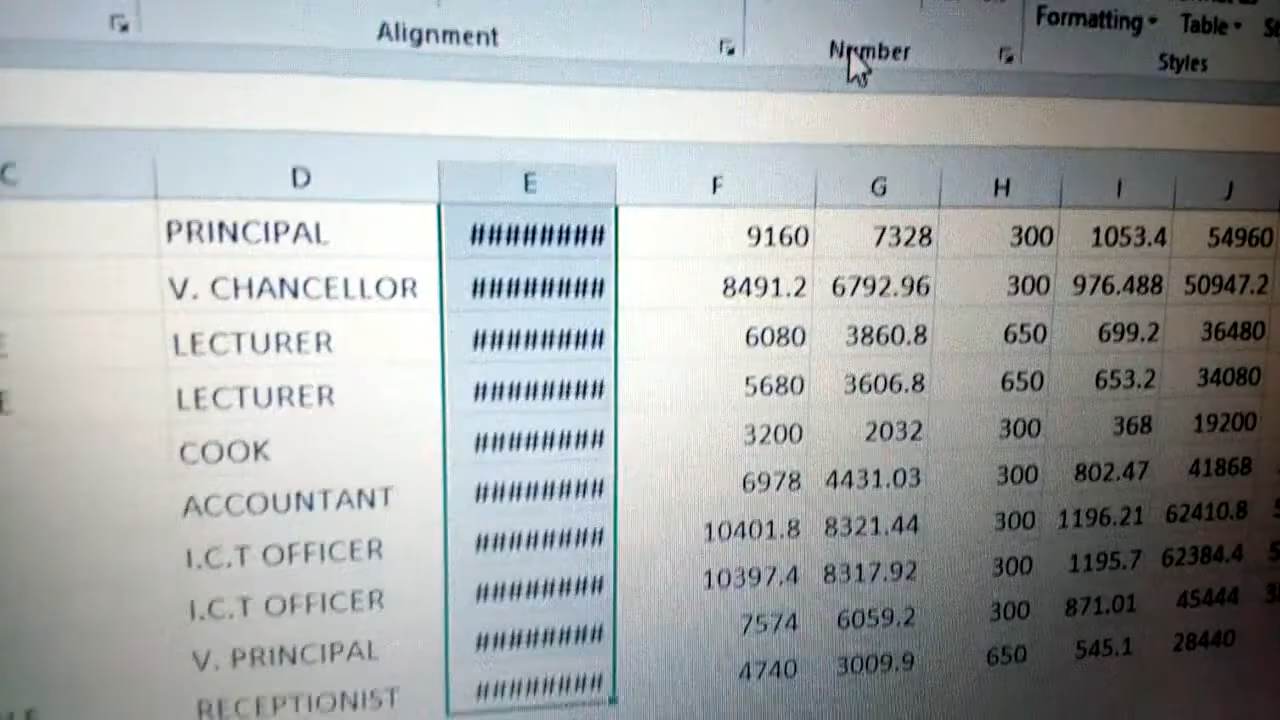 Alignment Number Formatting Table Styles
C D E F G H I J
PRINCIPAL ######## 9160 7328 300 1053.4 54960
V. CHANCELLOR ######## 8491.2 6792.96 300 976.488 50947.2
E LECTURER ######## 6080 3860.8 650 699.2 36480
E LECTURER ######## 5680 3606.8 650 653.2 34080
COOK ######## 3200 2032 300 368 19200
ACCOUNTANT ######## 6978 4431.03 300 802.47 41868
I.C.T OFFICER ######## 10401.8 8321.44 300 1196.21 62410.8
I.C.T OFFICER ######## 10397.4 8317.92 300 1195.7 62384.4
V. PRINCIPAL ######## 7574 6059.2 300 871.01 45444
RECEPTIONIST ######## 4740 3009.9 650 545.1 28440